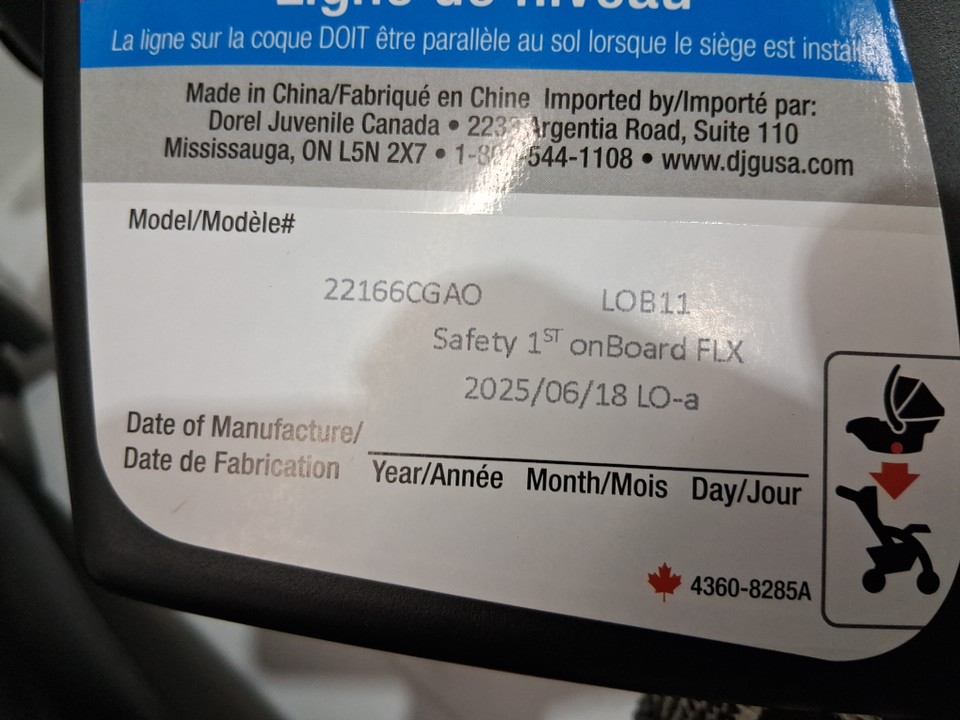 Ligne de niveau
La ligne sur la coque DOIT être parallèle au sol lorsque le siège est
Made in China/Fabriqué en Chine Imported by/Importé par:
Dorel Juvenile Canada • Argentia Road, Suite 110
Mississauga, ON L5N 2X7 • www.djgusa.com
Model/Modèle#
22166CGAO LOB11
Safety 1ST onBoard FLX
2025/06/18 LO-a
Date of Manufacture/
Date de Fabrication
Year/Année Month/Mois Day/Jour
4360-8285A